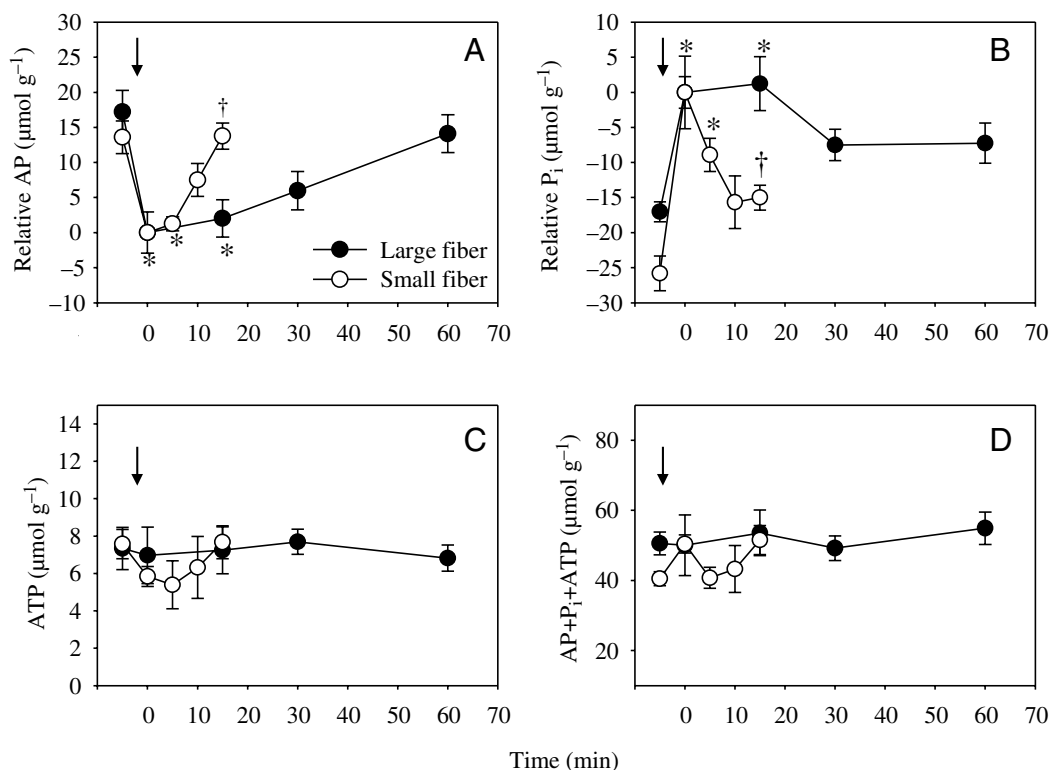 A
Relative AP (µmol g⁻¹)
30
25
20
15
10
5
0
–5
–10
*
*
*
†
Large fiber
Small fiber
0 10 20 30 40 50 60 70
B
Relative Pᵢ (µmol g⁻¹)
10
5
0
–5
–10
–15
–20
–25
–30
*
*
*
†
0 10 20 30 40 50 60 70
C
ATP (µmol g⁻¹)
14
12
10
8
6
4
2
0
0 10 20 30 40 50 60 70
D
AP+Pᵢ+ATP (µmol g⁻¹)
80
60
40
20
0 10 20 30 40 50 60 70
Time (min)